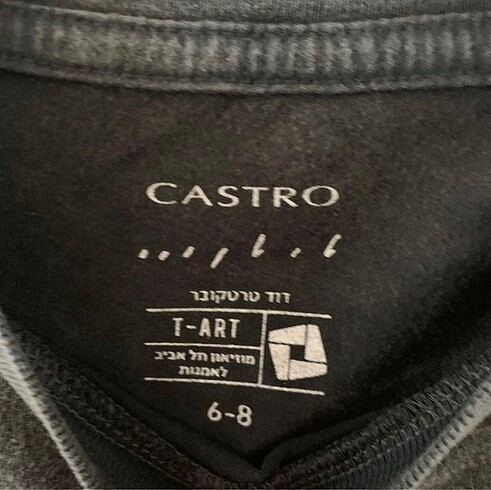 CASTRO
דוד טרטקובר
T-ART
מוזיאון תל אביב
לאמנות
6-8